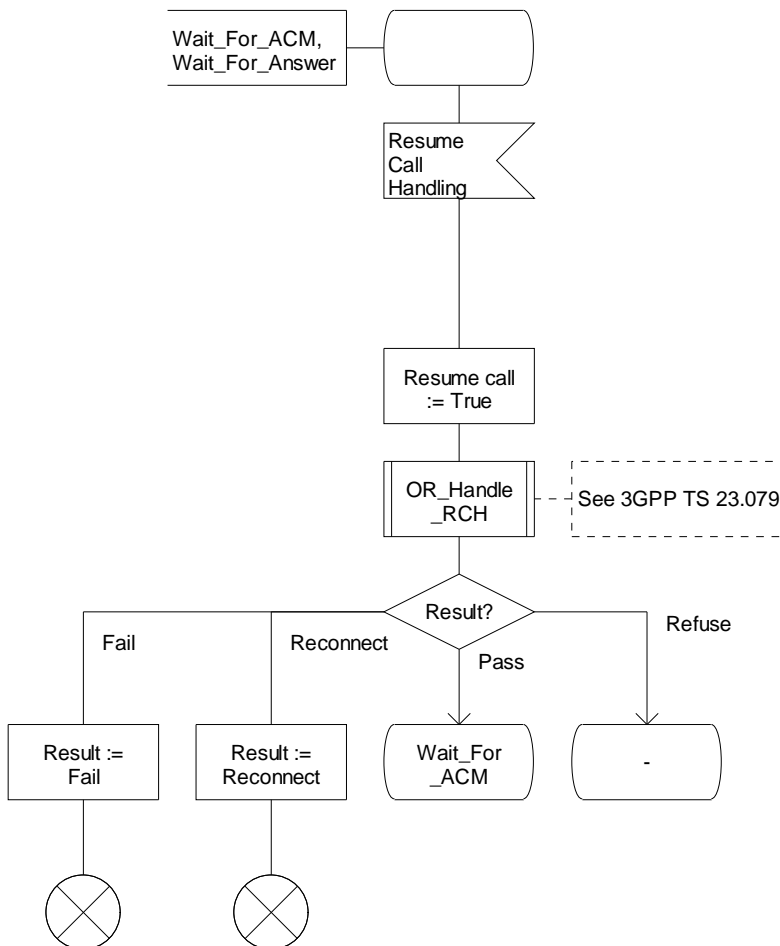 Wait_For_ACM,
Wait_For_Answer
Resume
Call
Handling
Resume call
:= True
OR_Handle
_RCH
See 3GPP TS 23.079
Result?
Fail
Reconnect
Pass
Refuse
Result :=
Fail
Result :=
Reconnect
Wait_For
_ACM
-